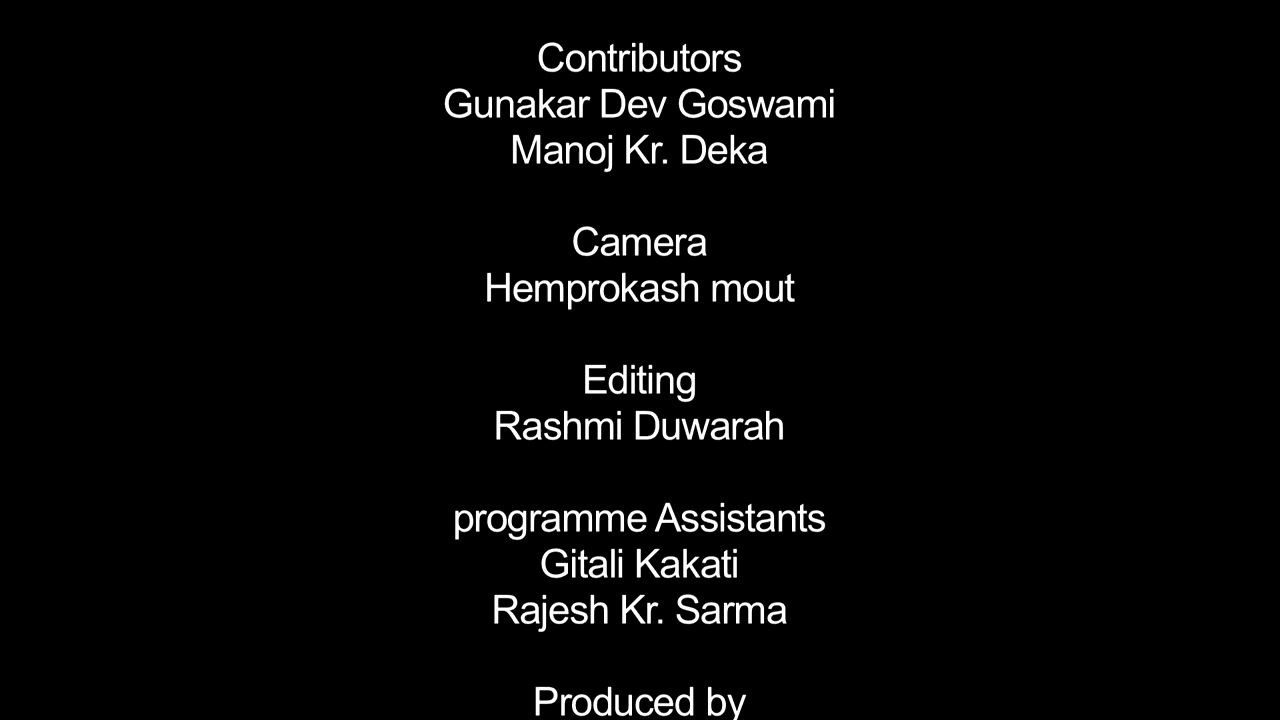 Contributors
Gunakar Dev Goswami
Manoj Kr. Deka
Camera
Hemprokash mout
Editing
Rashmi Duwarah
programme Assistants
Gitali Kakati
Rajesh Kr. Sarma
Produced by